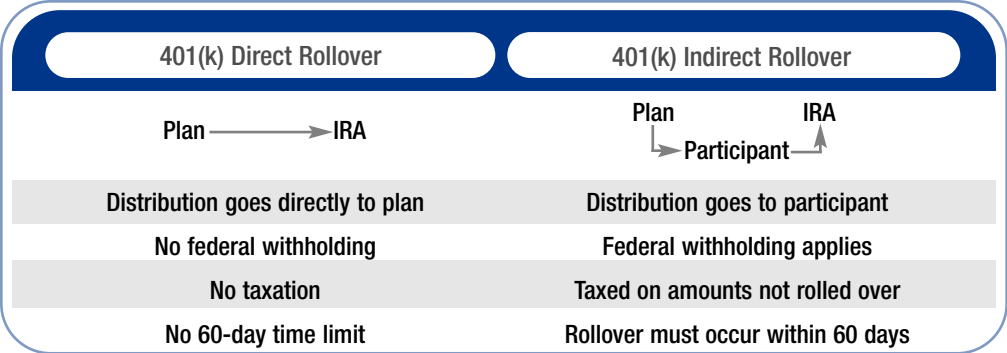 401(k) Direct Rollover
401(k) Indirect Rollover
Plan IRA
Plan IRA
Participant
Distribution goes directly to plan
Distribution goes to participant
No federal withholding
Federal withholding applies
No taxation
Taxed on amounts not rolled over
No 60-day time limit
Rollover must occur within 60 days